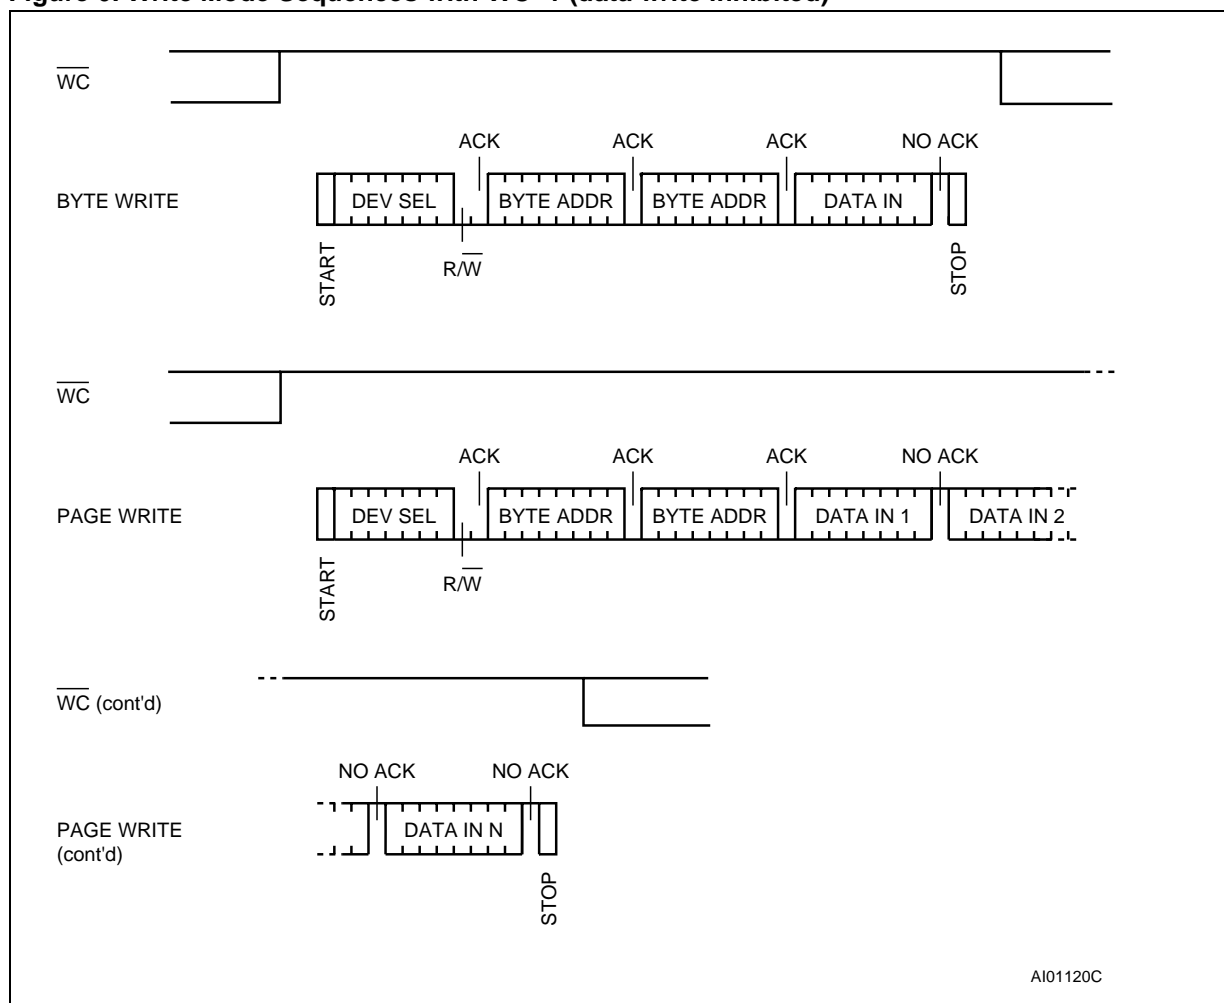 WC
ACK ACK ACK NO ACK
BYTE WRITE DEV SEL BYTE ADDR BYTE ADDR DATA IN
START R/W STOP
WC
ACK ACK ACK NO ACK
PAGE WRITE DEV SEL BYTE ADDR BYTE ADDR DATA IN 1 DATA IN 2
START R/W
WC (cont'd)
NO ACK NO ACK
PAGE WRITE DATA IN N
(cont'd)
STOP
AI01120C